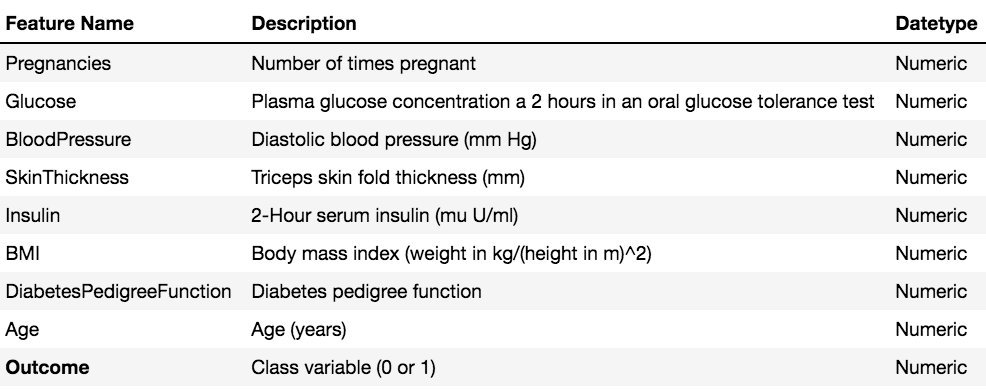 Feature Name Description Datetype
Pregnancies Number of times pregnant Numeric
Glucose Plasma glucose concentration a 2 hours in an oral glucose tolerance test Numeric
BloodPressure Diastolic blood pressure (mm Hg) Numeric
SkinThickness Triceps skin fold thickness (mm) Numeric
Insulin 2-Hour serum insulin (mu U/ml) Numeric
BMI Body mass index (weight in kg/(height in m)^2) Numeric
DiabetesPedigreeFunction Diabetes pedigree function Numeric
Age Age (years) Numeric
Outcome Class variable (0 or 1) Numeric